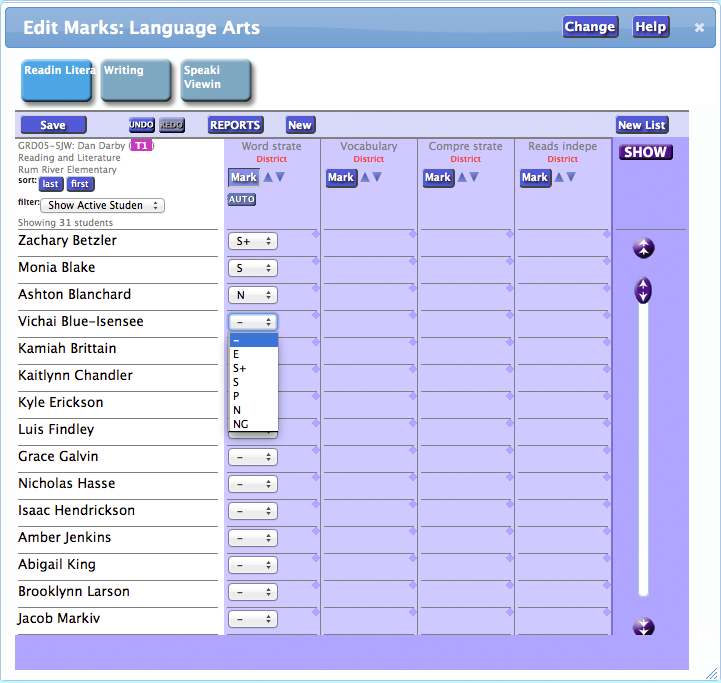 Edit Marks: Language Arts
Change Help ×
Readin Litera
Writing
Speaki
Viewin
Save UNDO REDO REPORTS New New List
GRD05-SJW: Dan Darby ( T1 )
Reading and Literature
Rum River Elementary
sort: last first
filter: Show Active Studen
Showing 31 students
Word strate Vocabulary Compre strate Reads indepe
District District District District
Mark Mark Mark Mark
AUTO
SHOW
Zachary Betzler S+
Monia Blake S
Ashton Blanchard N
Vichai Blue-Isensee –
Kamiah Brittain
Kaitlynn Chandler
Kyle Erickson
Luis Findley
–
E
S+
S
P
N
NG
Grace Galvin –
Nicholas Hasse –
Isaac Hendrickson –
Amber Jenkins –
Abigail King –
Brooklynn Larson –
Jacob Markiv –